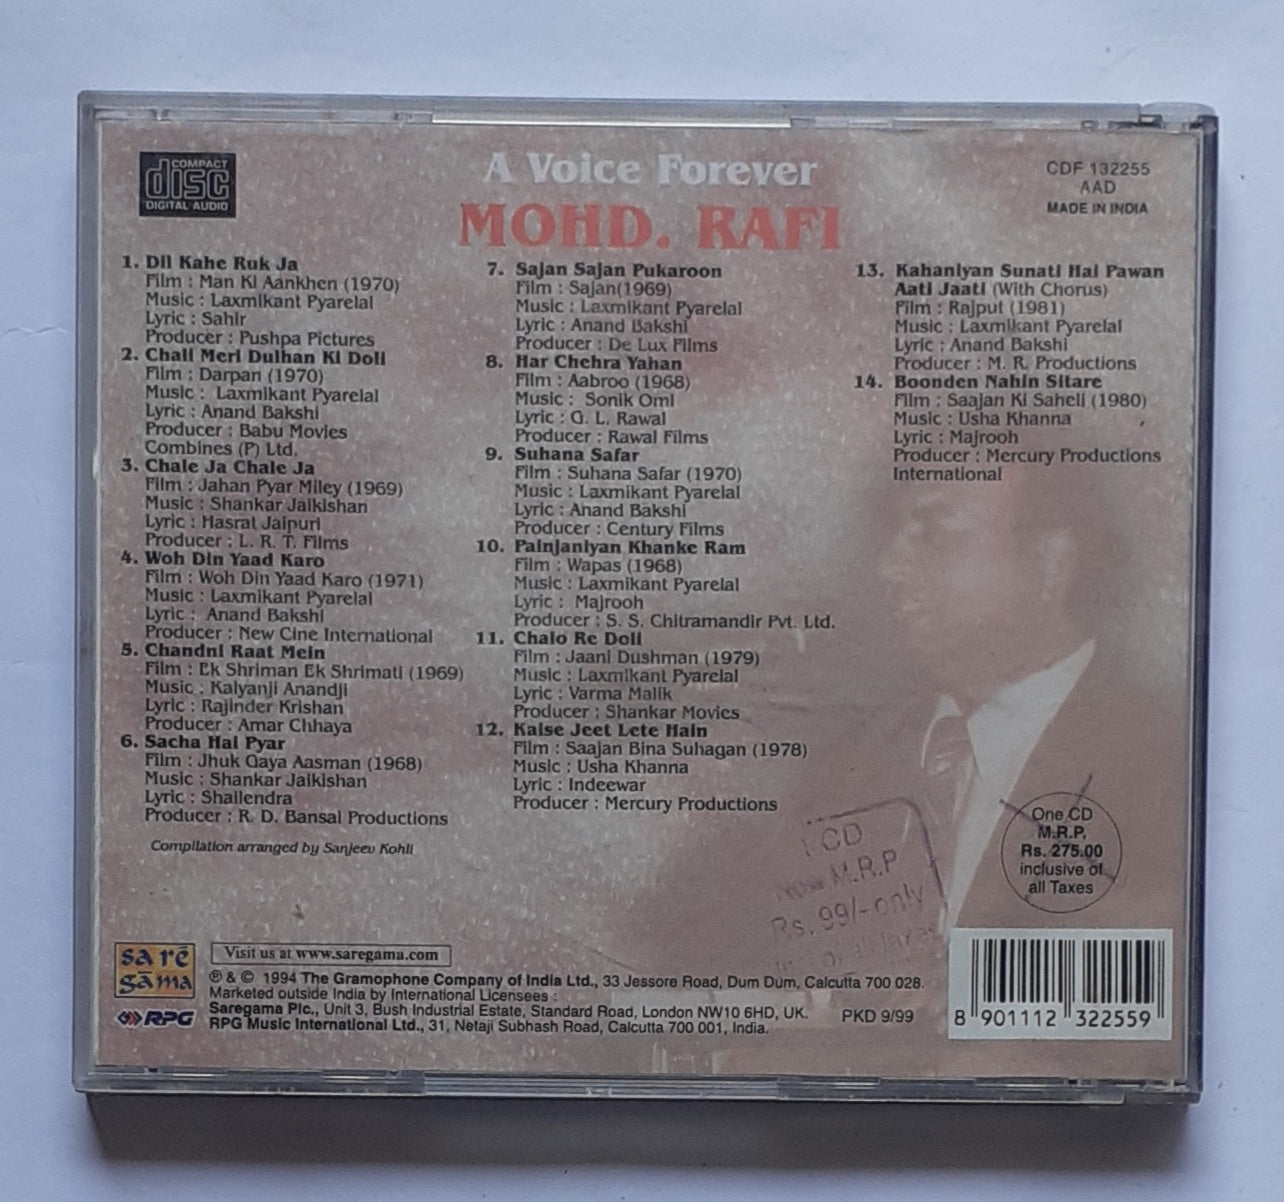 COMPACT
disc
DIGITAL AUDIO
A Voice Forever
MOHD. RAFI
CDF 132255
AAD
MADE IN INDIA
1. Dil Kahe Ruk Ja
Film : Man Ki Aankhen (1970)
Music : Laxmikant Pyarelal
Lyric : Sahir
Producer : Pushpa Pictures
2. Chali Meri Dulhan Ki Doli
Film : Darpan (1970)
Music : Laxmikant Pyarelal
Lyric : Anand Bakshi
Producer : Babu Movies
Combines (P) Ltd.
3. Chale Ja Chale Ja
Film : Jahan Pyar Miley (1969)
Music : Shankar Jaikishan
Lyric : Hasrat Jaipuri
Producer : L. R. T. Films
4. Woh Din Yaad Karo
Film : Woh Din Yaad Karo (1971)
Music : Laxmikant Pyarelal
Lyric : Anand Bakshi
Producer : New Cine International
5. Chandni Raat Mein
Film : Ek Shriman Ek Shrimati (1969)
Music : Kalyanji Anandji
Lyric : Rajinder Krishan
Producer : Amar Chhaya
6. Sacha Hai Pyar
Film : Jhuk Gaya Aasman (1968)
Music : Shankar Jaikishan
Lyric : Shailendra
Producer : R. D. Bansal Productions
Compilation arranged by Sanjeev Kohli
7. Sajan Sajan Pukaroon
Film : Sajan(1969)
Music : Laxmikant Pyarelal
Lyric : Anand Bakshi
Producer : De Lux Films
8. Har Chehra Yahan
Film : Aabroo (1968)
Music : Sonik Omi
Lyric : G. L. Rawal
Producer : Rawal Films
9. Suhana Safar
Film : Suhana Safar (1970)
Music : Laxmikant Pyarelal
Lyric : Anand Bakshi
Producer : Century Films
10. Painjaniyan Khanke Ram
Film : Wapas (1968)
Music : Laxmikant Pyarelal
Lyric : Majrooh
Producer : S. S. Chitramandir Pvt. Ltd.
11. Chalo Re Doli
Film : Jaani Dushman (1979)
Music : Laxmikant Pyarelal
Lyric : Varma Malik
Producer : Shankar Movies
12. Kaise Jeet Lete Hain
Film : Saajan Bina Suhagan (1978)
Music : Usha Khanna
Lyric : Indeewar
Producer : Mercury Productions
13. Kahaniyan Sunati Hai Pawan
Aati Jaati (With Chorus)
Film : Rajput (1981)
Music : Laxmikant Pyarelal
Lyric : Anand Bakshi
Producer : M. R. Productions
14. Boonden Nahin Sitare
Film : Saajan Ki Saheli (1980)
Music : Usha Khanna
Lyric : Majrooh
Producer : Mercury Productions
International
1 CD
M.R.P
Rs. 99/- only
One CD
M.R.P.
Rs. 275.00
inclusive of
all Taxes
sa rē
gāma
RPG
Visit us at www.saregama.com
℗ & © 1994 The Gramophone Company of India Ltd., 33 Jessore Road, Dum Dum, Calcutta 700 028.
Marketed outside India by International Licensees :
Saregama Plc., Unit 3, Bush Industrial Estate, Standard Road, London NW10 6HD, UK.
RPG Music International Ltd., 31, Netaji Subhash Road, Calcutta 700 001, India.
PKD 9/99
8 901112 322559